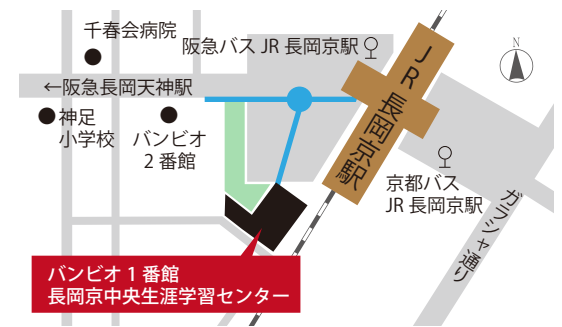 千春会病院
阪急バス JR 長岡京駅
N
←阪急長岡天神駅
神足
小学校
バンビオ
2 番館
JR 長岡京駅
京都バス
JR 長岡京駅
ガラシャ通り
バンビオ 1 番館
長岡京中央生涯学習センター